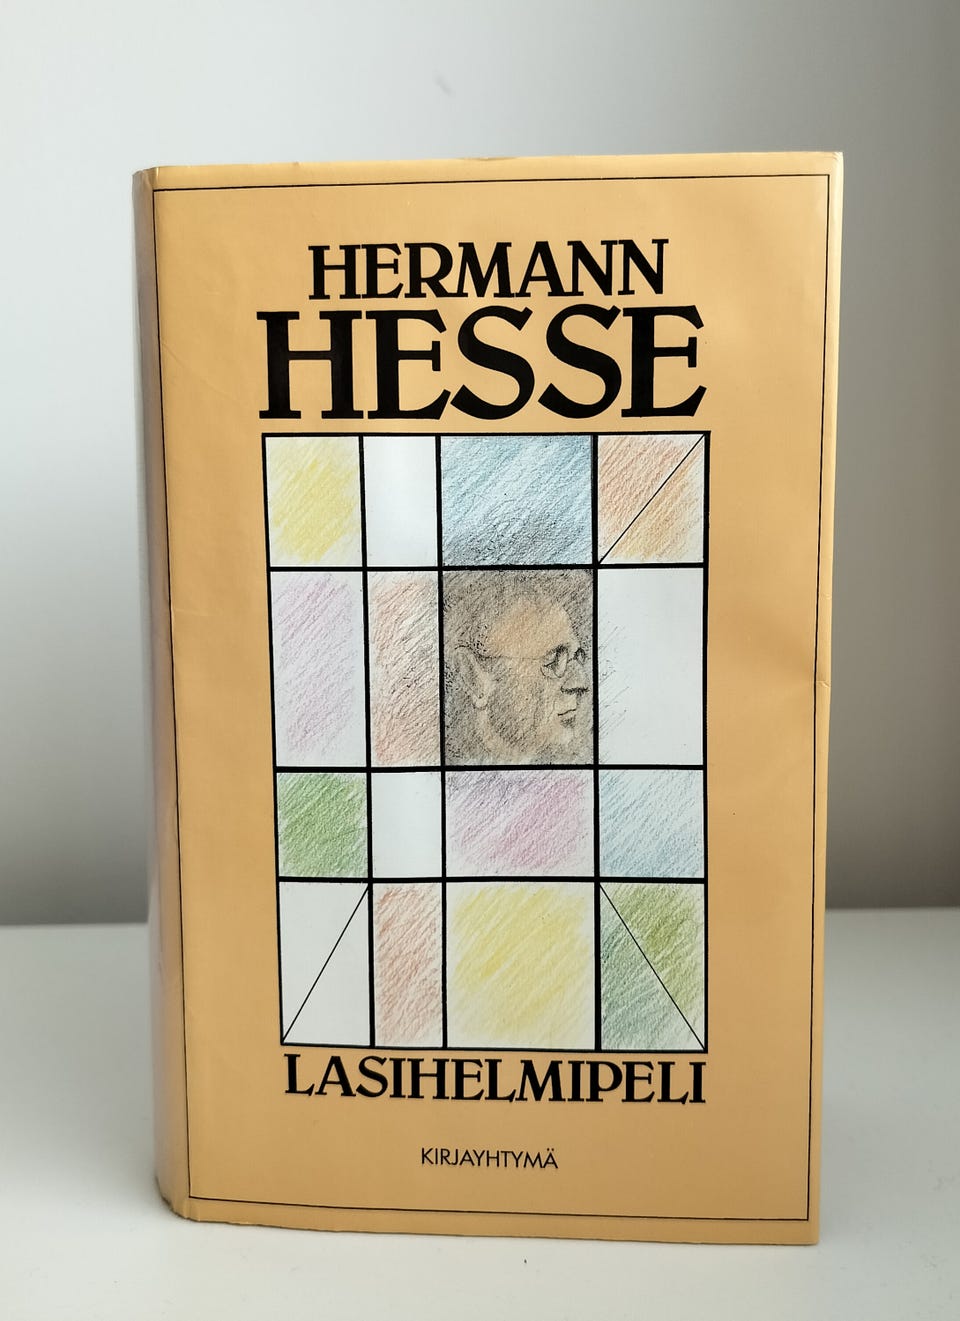 HERMANN
HESSE
LASIHELMIPELI
KIRJAYHTYMÄ